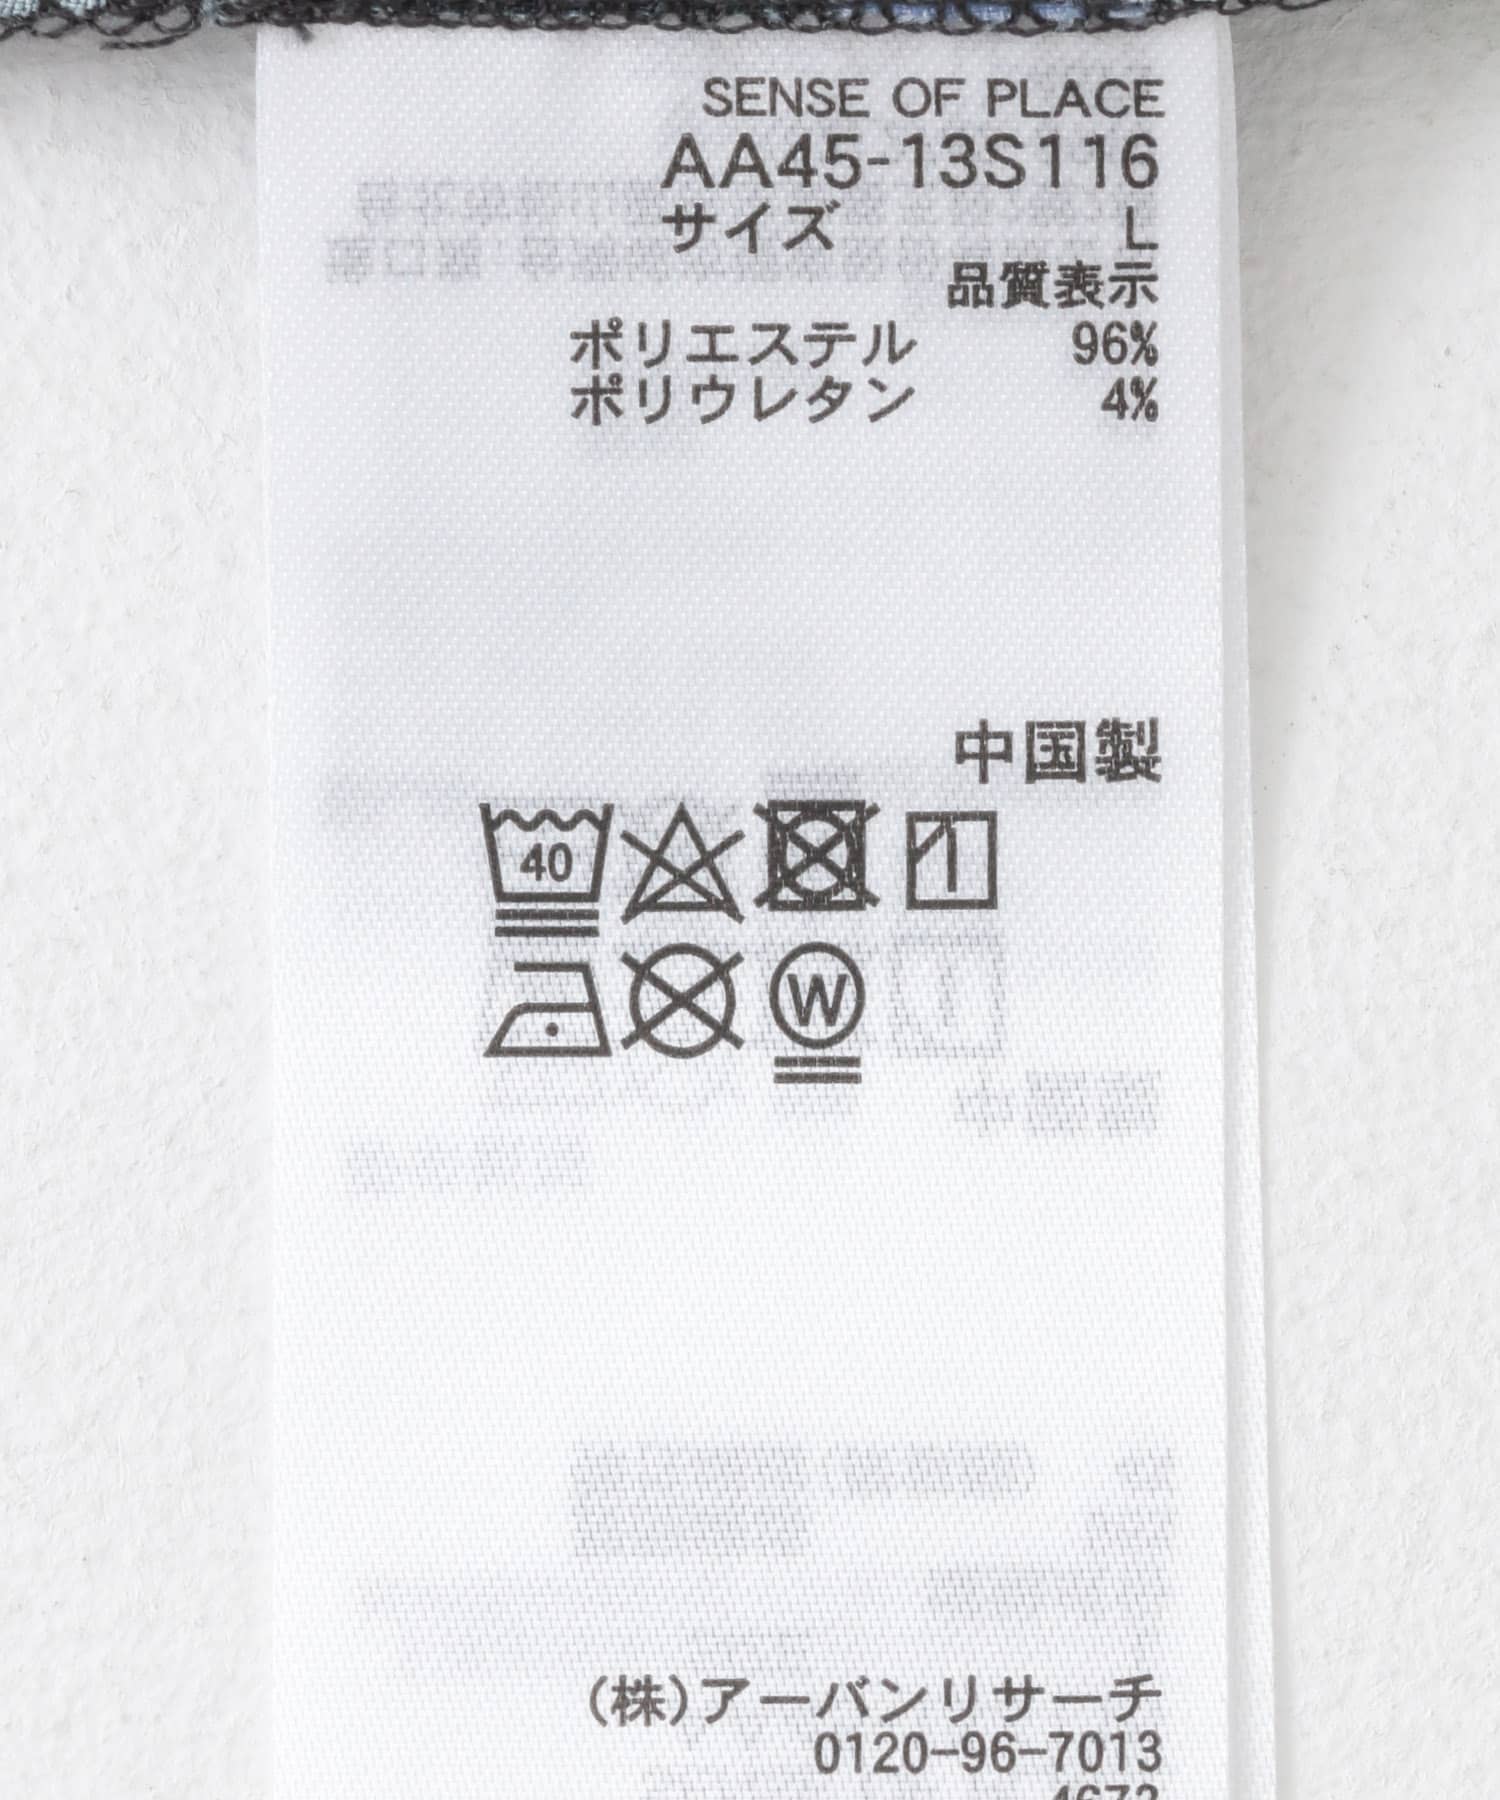 SENSE OF PLACE
AA45-13S116
サイズ L
品質表示
ポリエステル 96%
ポリウレタン 4%
中国製
40
W
(株)アーバンリサーチ
0120-96-7013